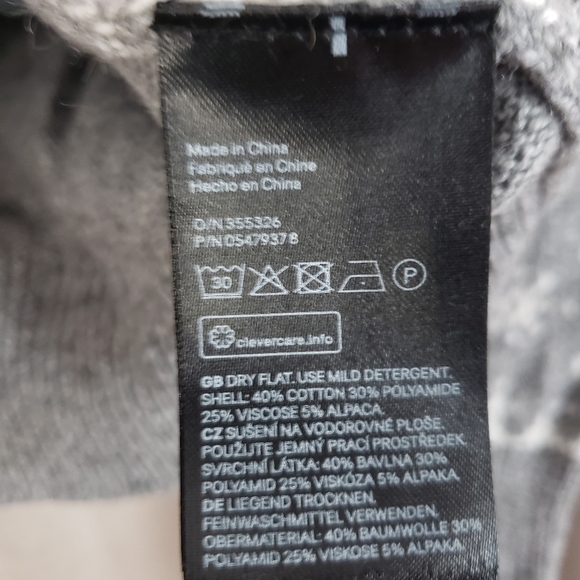 Made in China
Fabriqué en Chine
Hecho en China
O/N 355326
P/N 0547937 8
30
P
clevercare.info
GB DRY FLAT. USE MILD DETERGENT.
SHELL: 40% COTTON 30% POLYAMIDE
25% VISCOSE 5% ALPACA.
CZ SUŠENÍ NA VODOROVNÉ PLOŠE.
POUŽIJTE JEMNÝ PRACÍ PROSTŘEDEK.
SVRCHNÍ LÁTKA: 40% BAVLNA 30%
POLYAMID 25% VISKÓZA 5% ALPAKA.
DE LIEGEND TROCKNEN.
FEINWASCHMITTEL VERWENDEN.
OBERMATERIAL: 40% BAUMWOLLE 30%
POLYAMID 25% VISKOSE 5% ALPAKA